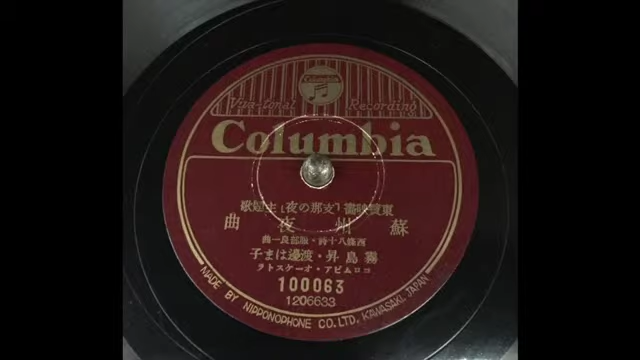 Columbia
Viva-tonal Recording
Columbia
東寶映畫「支那の夜」主題歌
蘇州夜曲
西條八十詩・服部良一曲
霧島昇・渡邊はま子
コロムビア・オーケストラ
100063
1206633
MADE BY NIPPONOPHONE CO., LTD. KAWASAKI, JAPAN